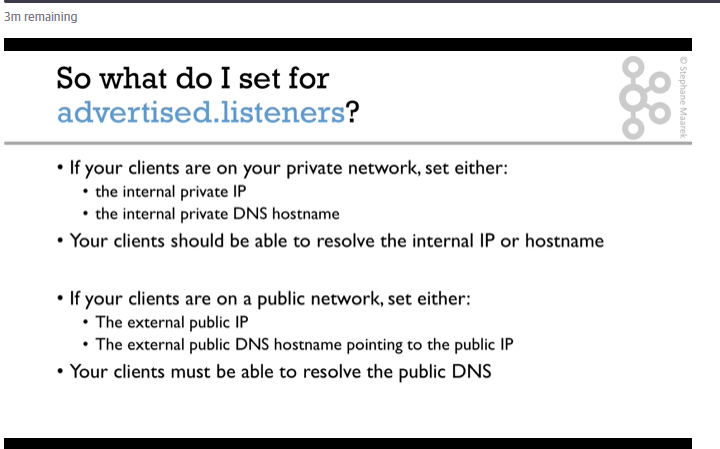 3m remaining
So what do I set for
advertised.listeners?
© Stephane Maarek
• If your clients are on your private network, set either:
• the internal private IP
• the internal private DNS hostname
• Your clients should be able to resolve the internal IP or hostname
• If your clients are on a public network, set either:
• The external public IP
• The external public DNS hostname pointing to the public IP
• Your clients must be able to resolve the public DNS